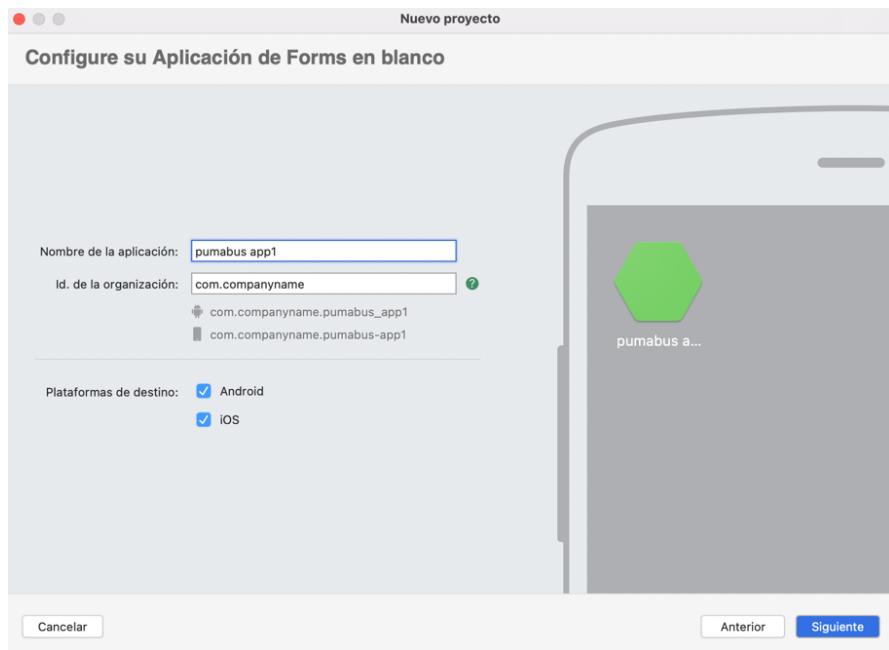 Nuevo proyecto
Configure su Aplicación de Forms en blanco
Nombre de la aplicación: pumabus app1
Id. de la organización: com.companyname ?
com.companyname.pumabus_app1
com.companyname.pumabus-app1
pumabus a...
Plataformas de destino: Android
iOS
Cancelar Anterior Siguiente